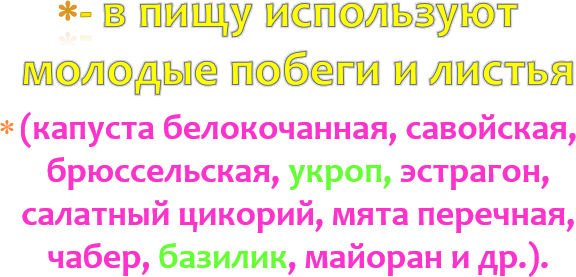 *- в пищу используют
молодые побеги и листья
* (капуста белокочанная, савойская,
брюссельская, укроп, эстрагон,
салатный цикорий, мята перечная,
чабер, базилик, майоран и др.).